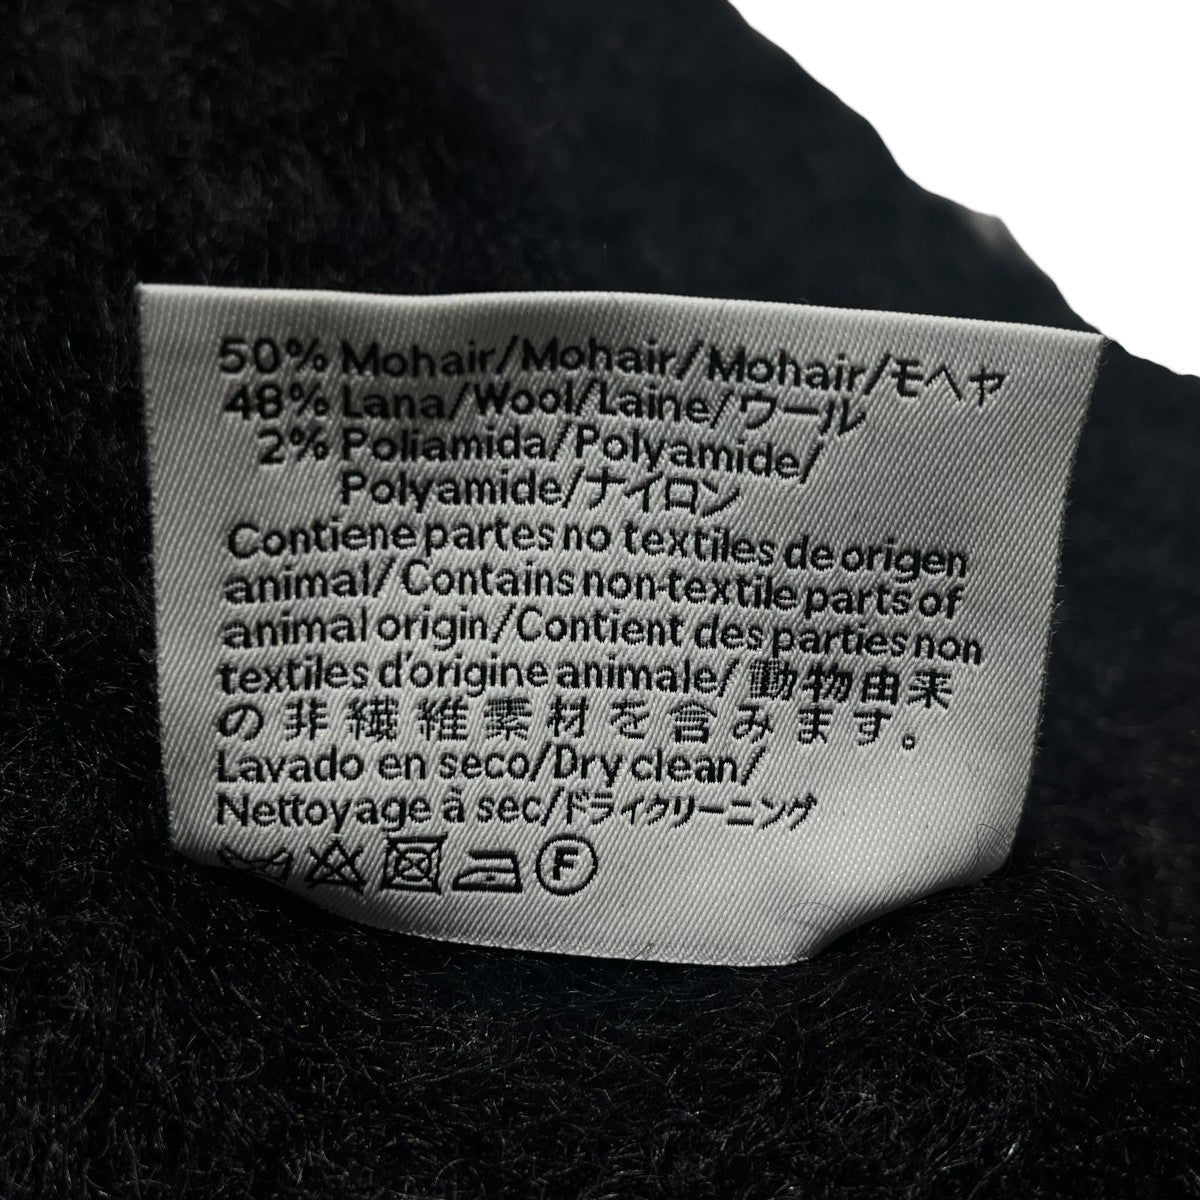 50% Mohair/Mohair/Mohair/モヘヤ
48% Lana/Wool/Laine/ウール
2% Poliamida/Polyamide/
Polyamide/ナイロン
Contiene partes no textiles de origen
animal/Contains non-textile parts of
animal origin/Contient des parties non
textiles d'origine animale/動物由来
の非繊維素材を含みます。
Lavado en seco/Dry clean/
Nettoyage à sec/ドライクリーニング
F